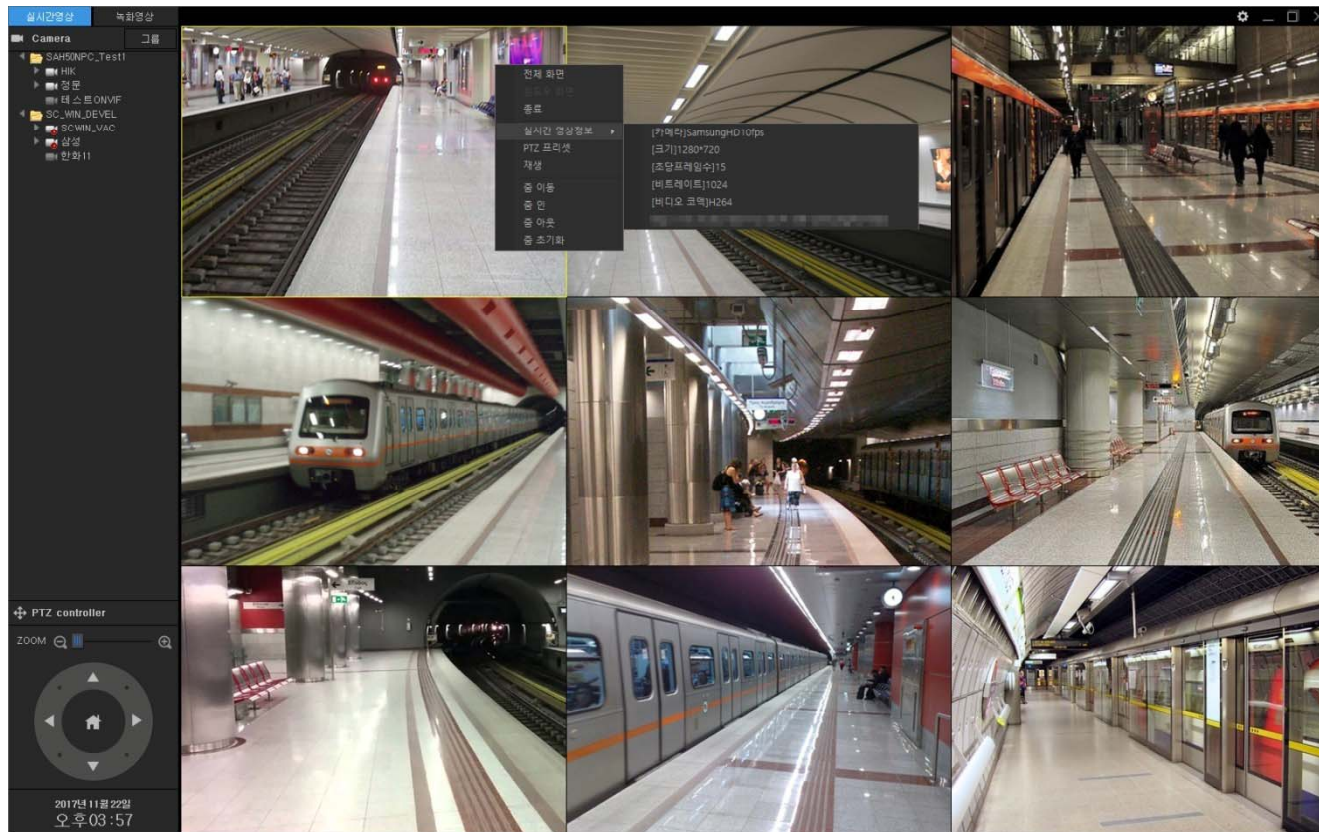 실시간영상
녹화영상
Camera
그룹
SAH50NPC_Test1
HIK
정문
테스트ONVIF
SC_WIN_DEVEL
SCWIN_VAC
삼성
한화11
전체 화면
종료
실시간 영상정보
PTZ 프리셋
재생
줌 이동
줌 인
줌 아웃
줌 초기화
[카메라]SamsungHD10fps
[크기]1280*720
[초당프레임수]15
[비트레이트]1024
[비디오 코덱]H264
PTZ controller
ZOOM
2017년 11월 22일
오후03:57